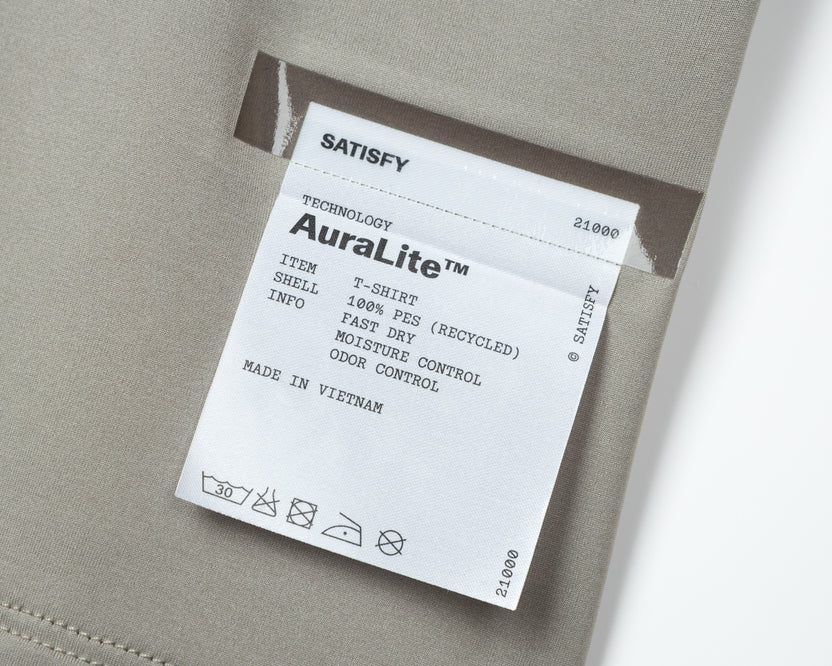 SATISFY
21000
TECHNOLOGY
AuraLite™
ITEM T-SHIRT
SHELL 100% PES (RECYCLED)
INFO FAST DRY
MOISTURE CONTROL
ODOR CONTROL
MADE IN VIETNAM
© SATISFY
30
21000